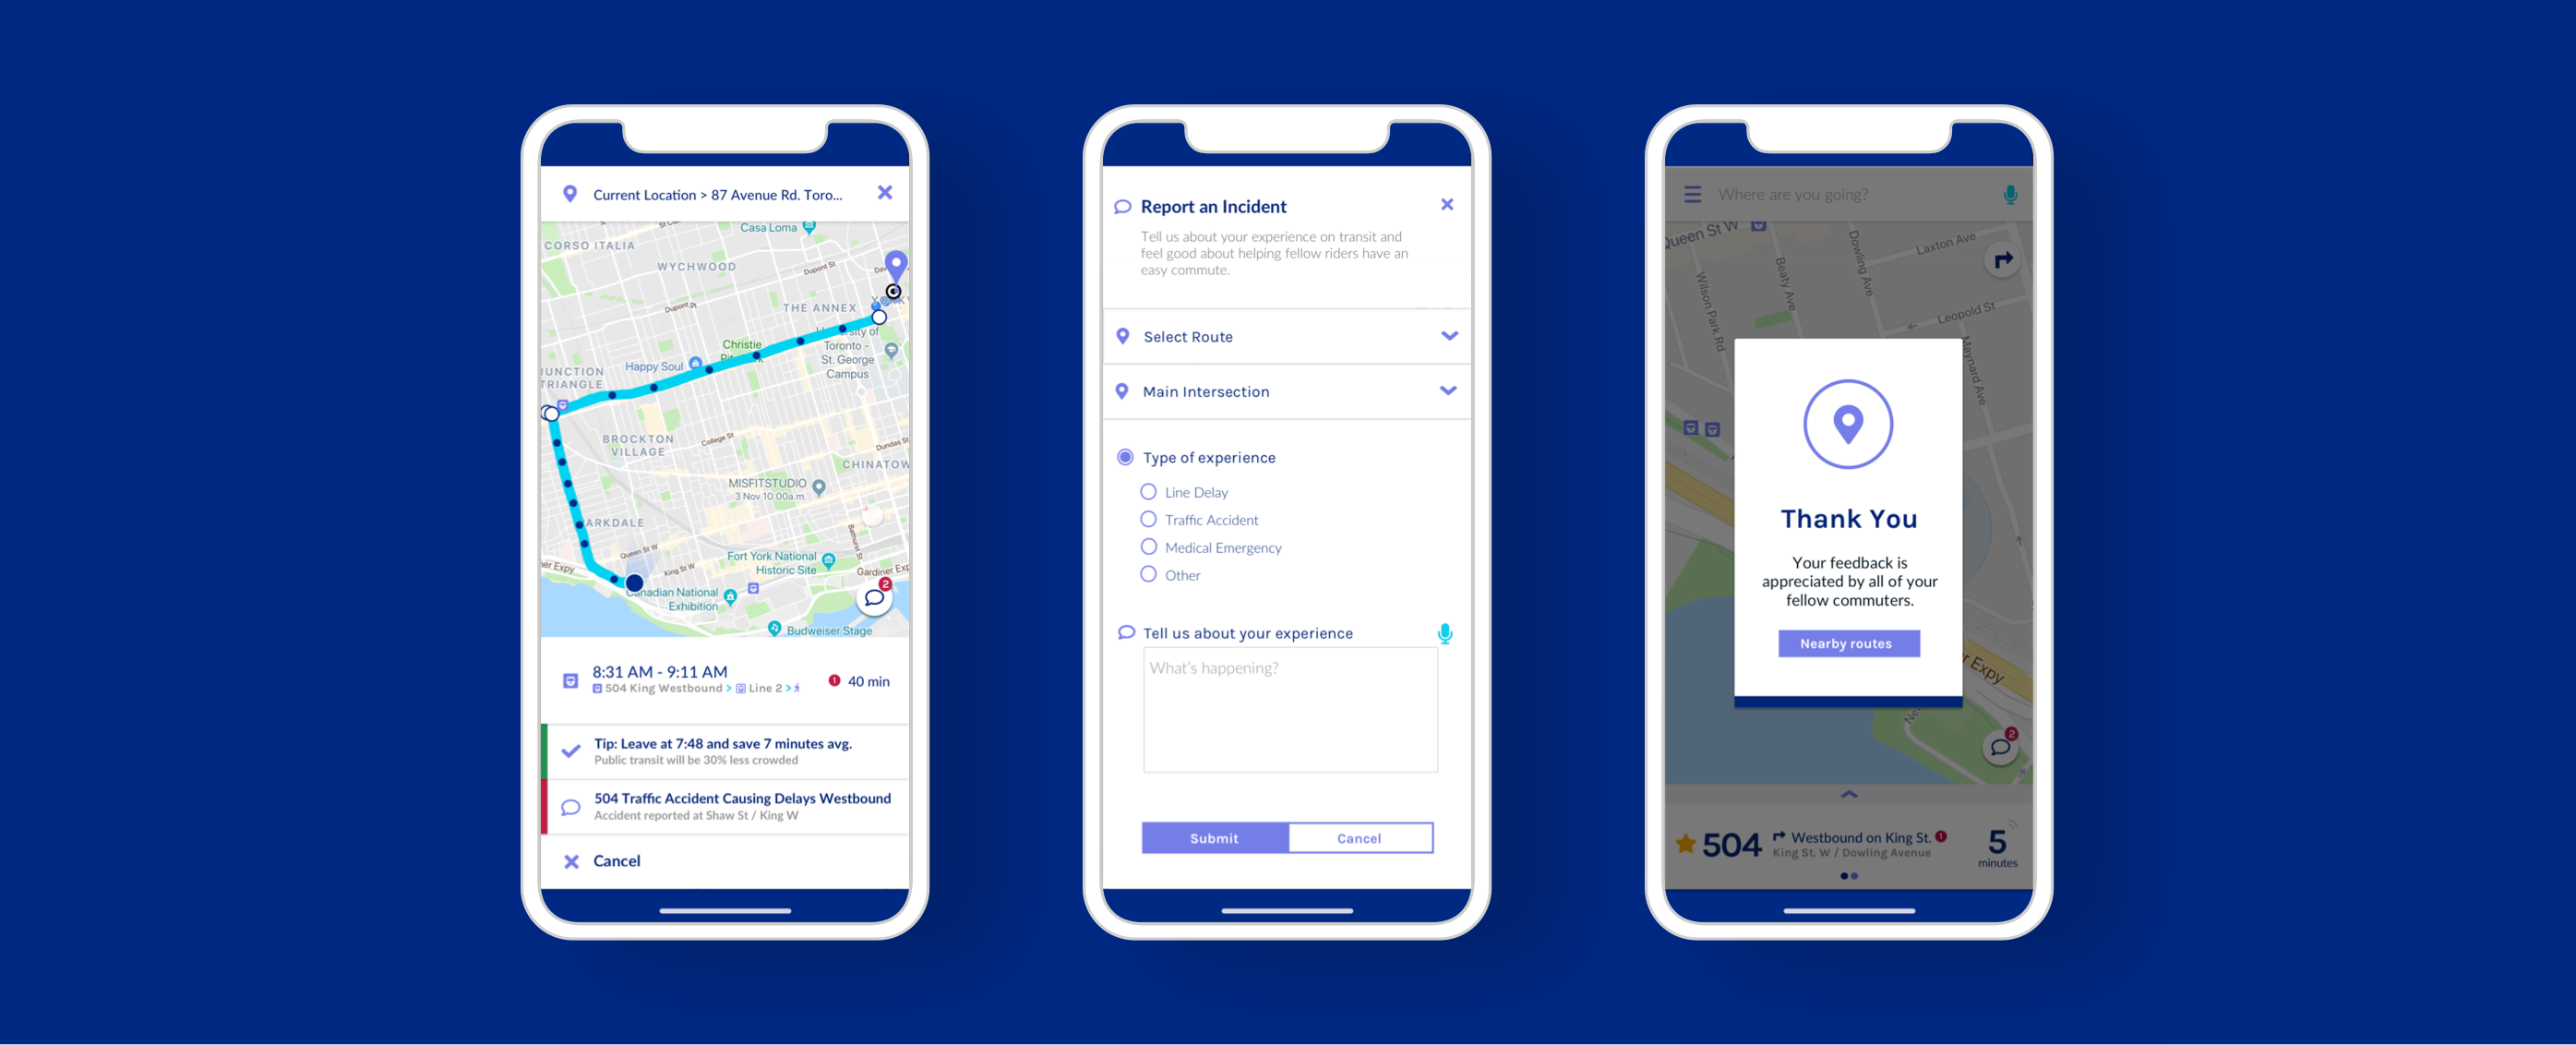 Current Location > 87 Avenue Rd. Toro...
Casa Loma
CORSO ITALIA
WYCHWOOD
Dupont St
THE ANNEX
Dupont St
Christie
University of
Toronto -
St. George
Campus
Happy Soul
JUNCTION
TRIANGLE
BROCKTON
VILLAGE
College St
Dundas St
CHINATOW
MISFITSTUDIO
3 Nov 10:00a.m.
ARKDALE
Queen St W
King St W
Bathurst St
Fort York National
Historic Site
ner Expy
Gardiner Exp
2
Canadian National
Exhibition
Budweiser Stage
8:31 AM - 9:11 AM
504 King Westbound > Line 2 >
40 min
Tip: Leave at 7:48 and save 7 minutes avg.
Public transit will be 30% less crowded
504 Traffic Accident Causing Delays Westbound
Accident reported at Shaw St / King W
Cancel
Report an Incident
Tell us about your experience on transit and
feel good about helping fellow riders have an
easy commute.
Select Route
Main Intersection
Type of experience
Line Delay
Traffic Accident
Medical Emergency
Other
Tell us about your experience
What's happening?
Submit
Cancel
Where are you going?
Queen St W
Dowling Ave
Laxton Ave
Beaty Ave
Wilson Park Rd
Leopold St
Maynard Ave
Thank You
Your feedback is
appreciated by all of your
fellow commuters.
Nearby routes
r Expy
2
504
Westbound on King St.
King St. W / Dowling Avenue
5
minutes